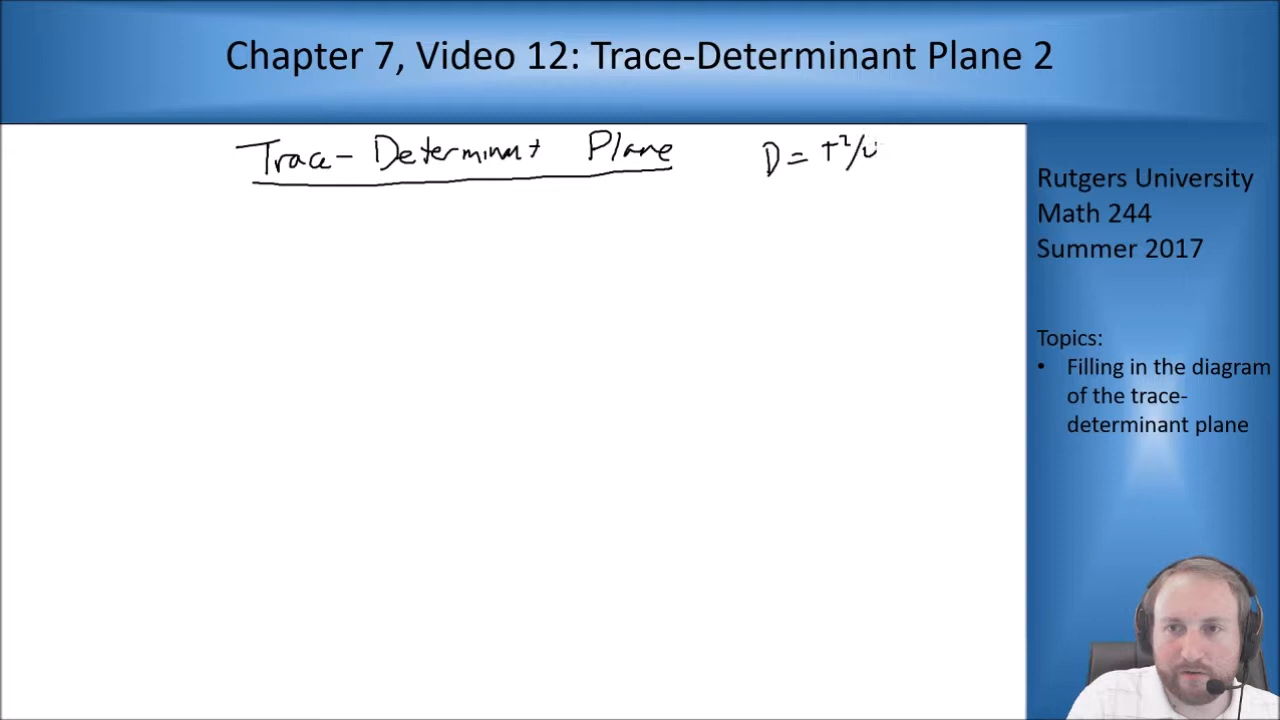 Chapter 7, Video 12: Trace-Determinant Plane 2
Trace- Determinant Plane D = T²/
Rutgers University
Math 244
Summer 2017
Topics:
• Filling in the diagram
of the trace-
determinant plane